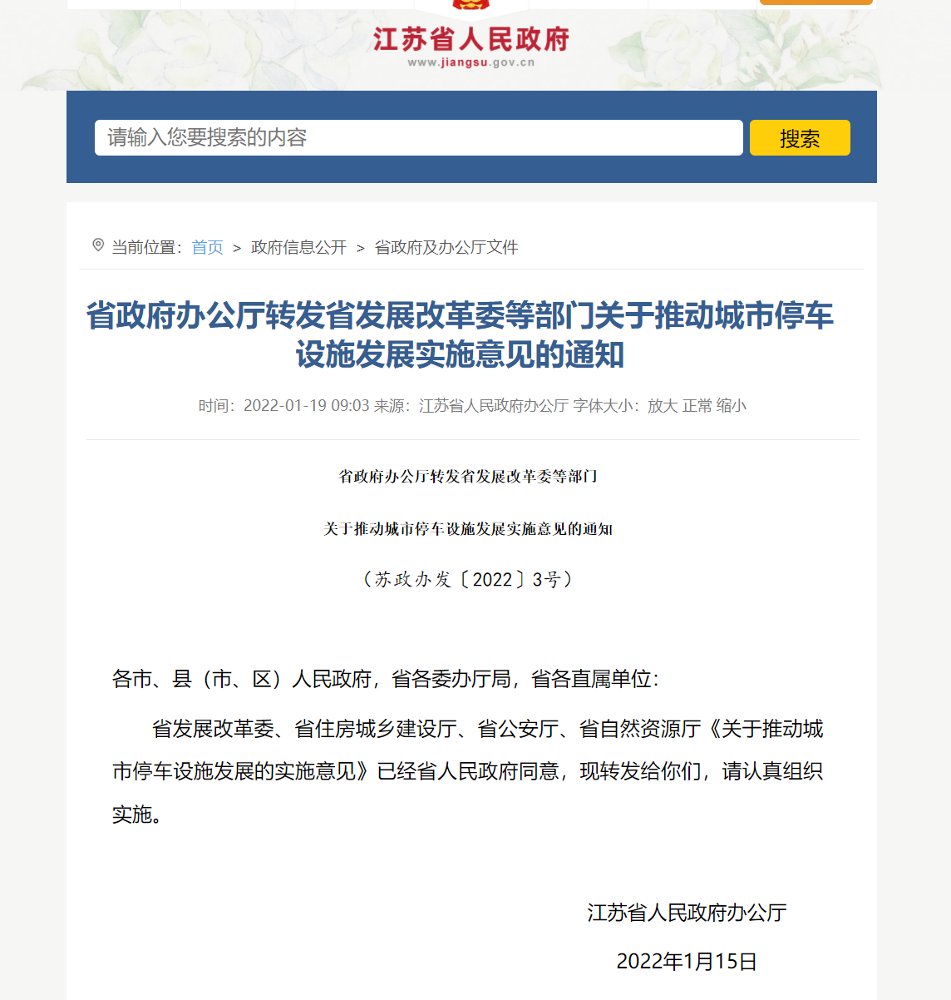 江苏省人民政府
www.jiangsu.gov.cn
请输入您要搜索的内容
搜索
当前位置：首页 > 政府信息公开 > 省政府及办公厅文件
省政府办公厅转发省发展改革委等部门关于推动城市停车
设施发展实施意见的通知
时间：2022-01-19 09:03 来源：江苏省人民政府办公厅 字体大小：放大 正常 缩小
省政府办公厅转发省发展改革委等部门
关于推动城市停车设施发展实施意见的通知
（苏政办发〔2022〕3号）
各市、县（市、区）人民政府，省各委办厅局，省各直属单位：
省发展改革委、省住房城乡建设厅、省公安厅、省自然资源厅《关于推动城
市停车设施发展的实施意见》已经省人民政府同意，现转发给你们，请认真组织
实施。
江苏省人民政府办公厅
2022年1月15日